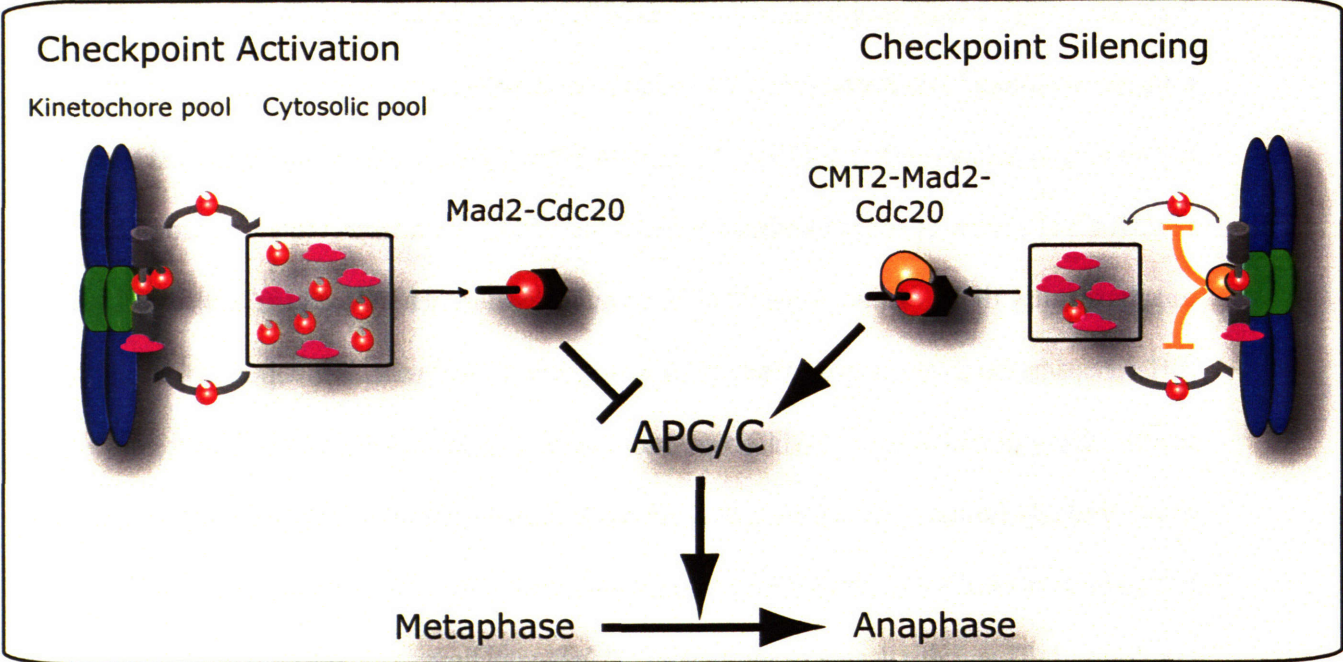 Checkpoint Activation
Checkpoint Silencing
Kinetochore pool
Cytosolic pool
Mad2-Cdc20
CMT2-Mad2-
Cdc20
APC/C
Metaphase
Anaphase